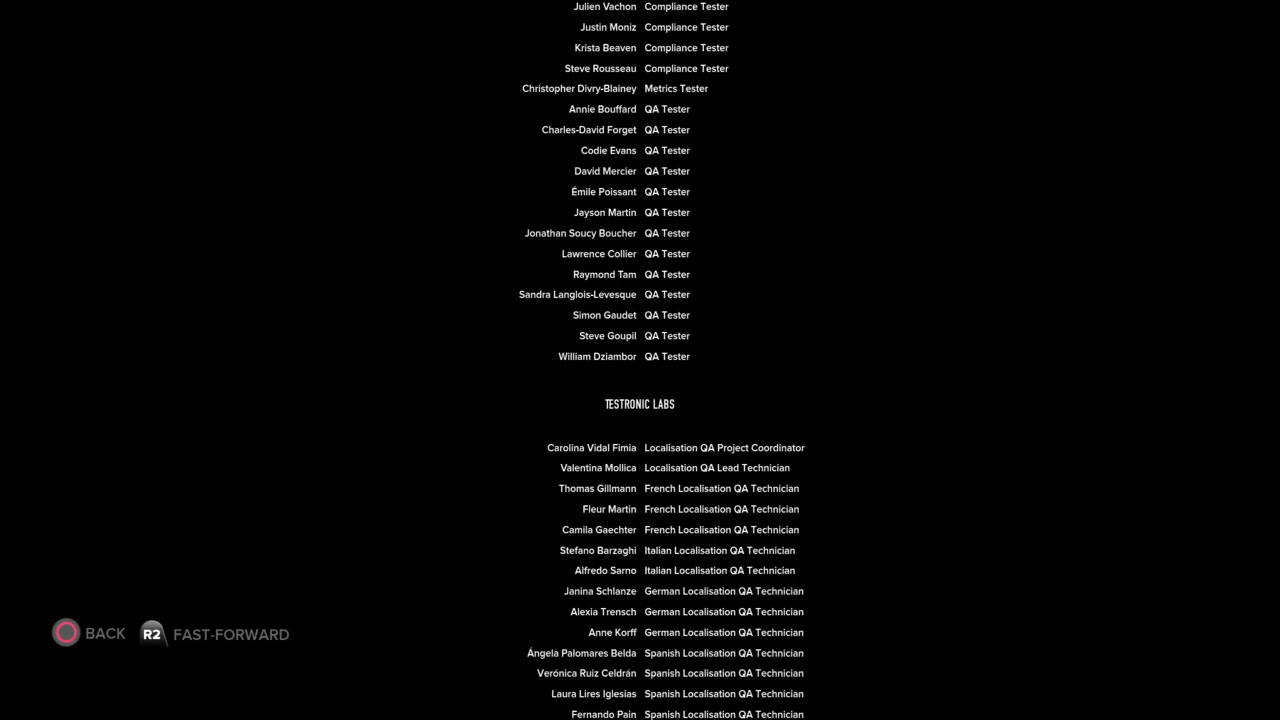 Julien Vachon Compliance Tester
Justin Moniz Compliance Tester
Krista Beaven Compliance Tester
Steve Rousseau Compliance Tester
Christopher Divry-Blainey Metrics Tester
Annie Bouffard QA Tester
Charles-David Forget QA Tester
Codie Evans QA Tester
David Mercier QA Tester
Émile Poissant QA Tester
Jayson Martin QA Tester
Jonathan Soucy Boucher QA Tester
Lawrence Collier QA Tester
Raymond Tam QA Tester
Sandra Langlois-Levesque QA Tester
Simon Gaudet QA Tester
Steve Goupil QA Tester
William Dziambor QA Tester
TESTRONIC LABS
Carolina Vidal Fimia Localisation QA Project Coordinator
Valentina Mollica Localisation QA Lead Technician
Thomas Gillmann French Localisation QA Technician
Fleur Martin French Localisation QA Technician
Camila Gaechter French Localisation QA Technician
Stefano Barzaghi Italian Localisation QA Technician
Alfredo Sarno Italian Localisation QA Technician
Janina Schlanze German Localisation QA Technician
Alexia Trensch German Localisation QA Technician
Anne Korff German Localisation QA Technician
Ángela Palomares Belda Spanish Localisation QA Technician
Verónica Ruiz Celdrán Spanish Localisation QA Technician
Laura Lires Iglesias Spanish Localisation QA Technician
Fernando Pain Spanish Localisation QA Technician
BACK R2 FAST-FORWARD